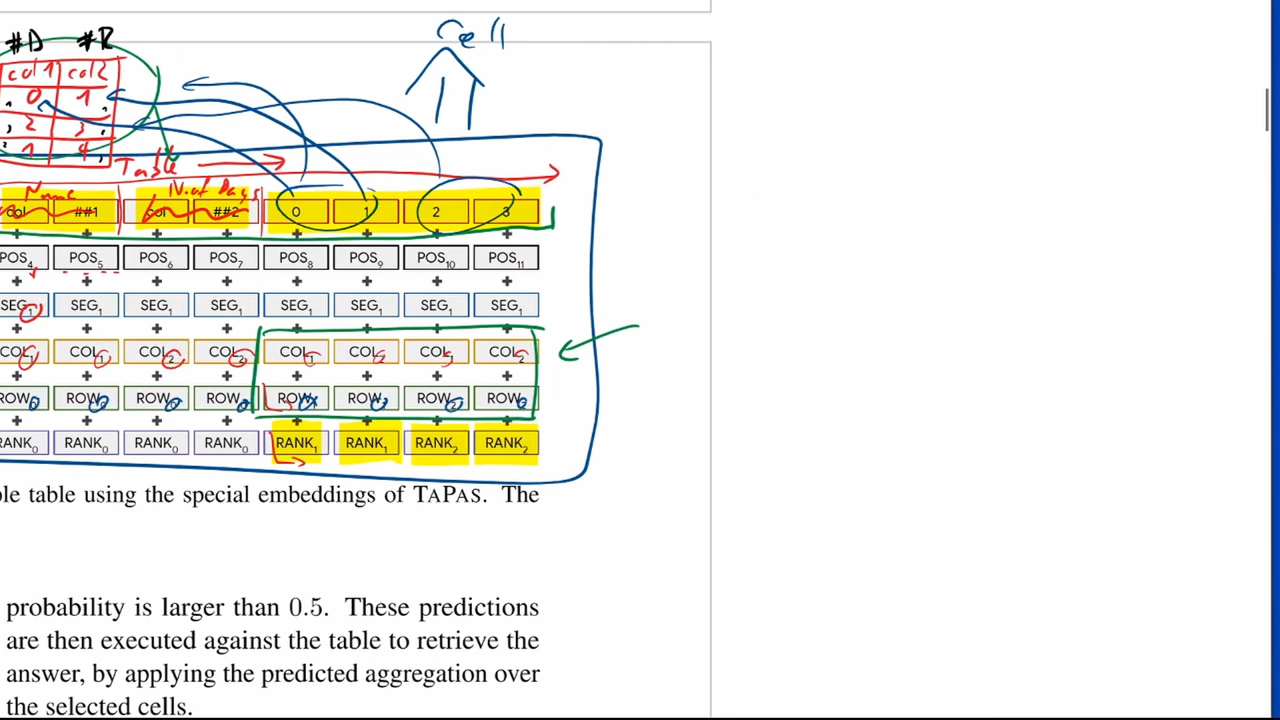 Cell
#D #R
col1 col2
0 1
2 3
1 4
Table
Name N.of Days
col ##1 col ##2 0 1 2 3
POS4 POS5 POS6 POS7 POS8 POS9 POS10 POS11
SEG1 SEG1 SEG1 SEG1 SEG1 SEG1 SEG1 SEG1
COL1 COL1 COL2 COL2 COL1 COL2 COL1 COL2
ROW0 ROW0 ROW0 ROW0 ROW1 ROW1 ROW2 ROW2
RANK0 RANK0 RANK0 RANK0 RANK1 RANK1 RANK2 RANK2
ple table using the special embeddings of TAPAS. The
probability is larger than 0.5. These predictions
are then executed against the table to retrieve the
answer, by applying the predicted aggregation over
the selected cells.